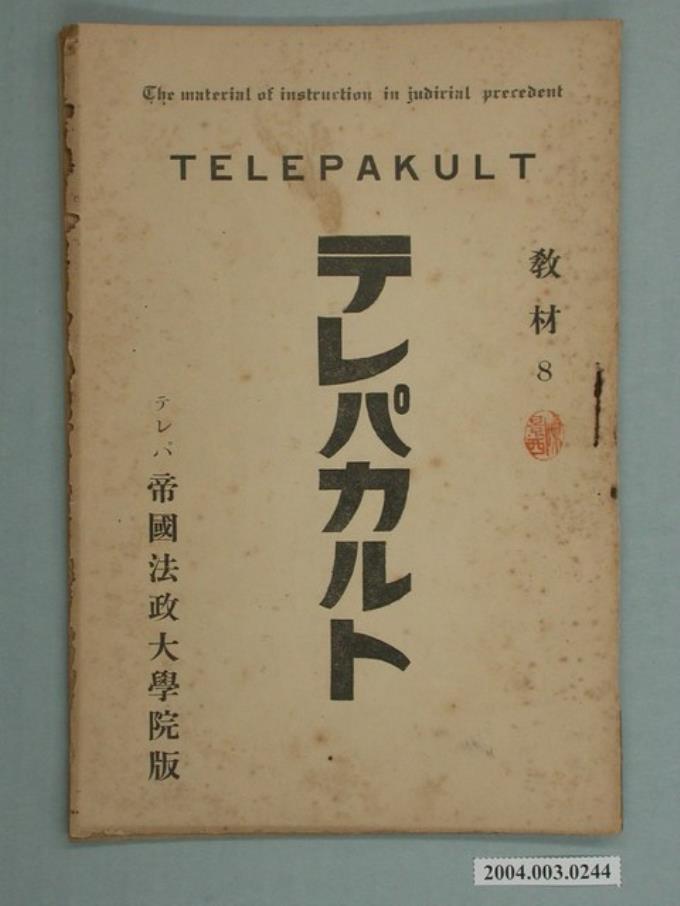 The material of instruction in judirial precedent
TELEPAKULT
教材8
テレパカルト
テレパ 帝國法政大學院版
2004.003.0244